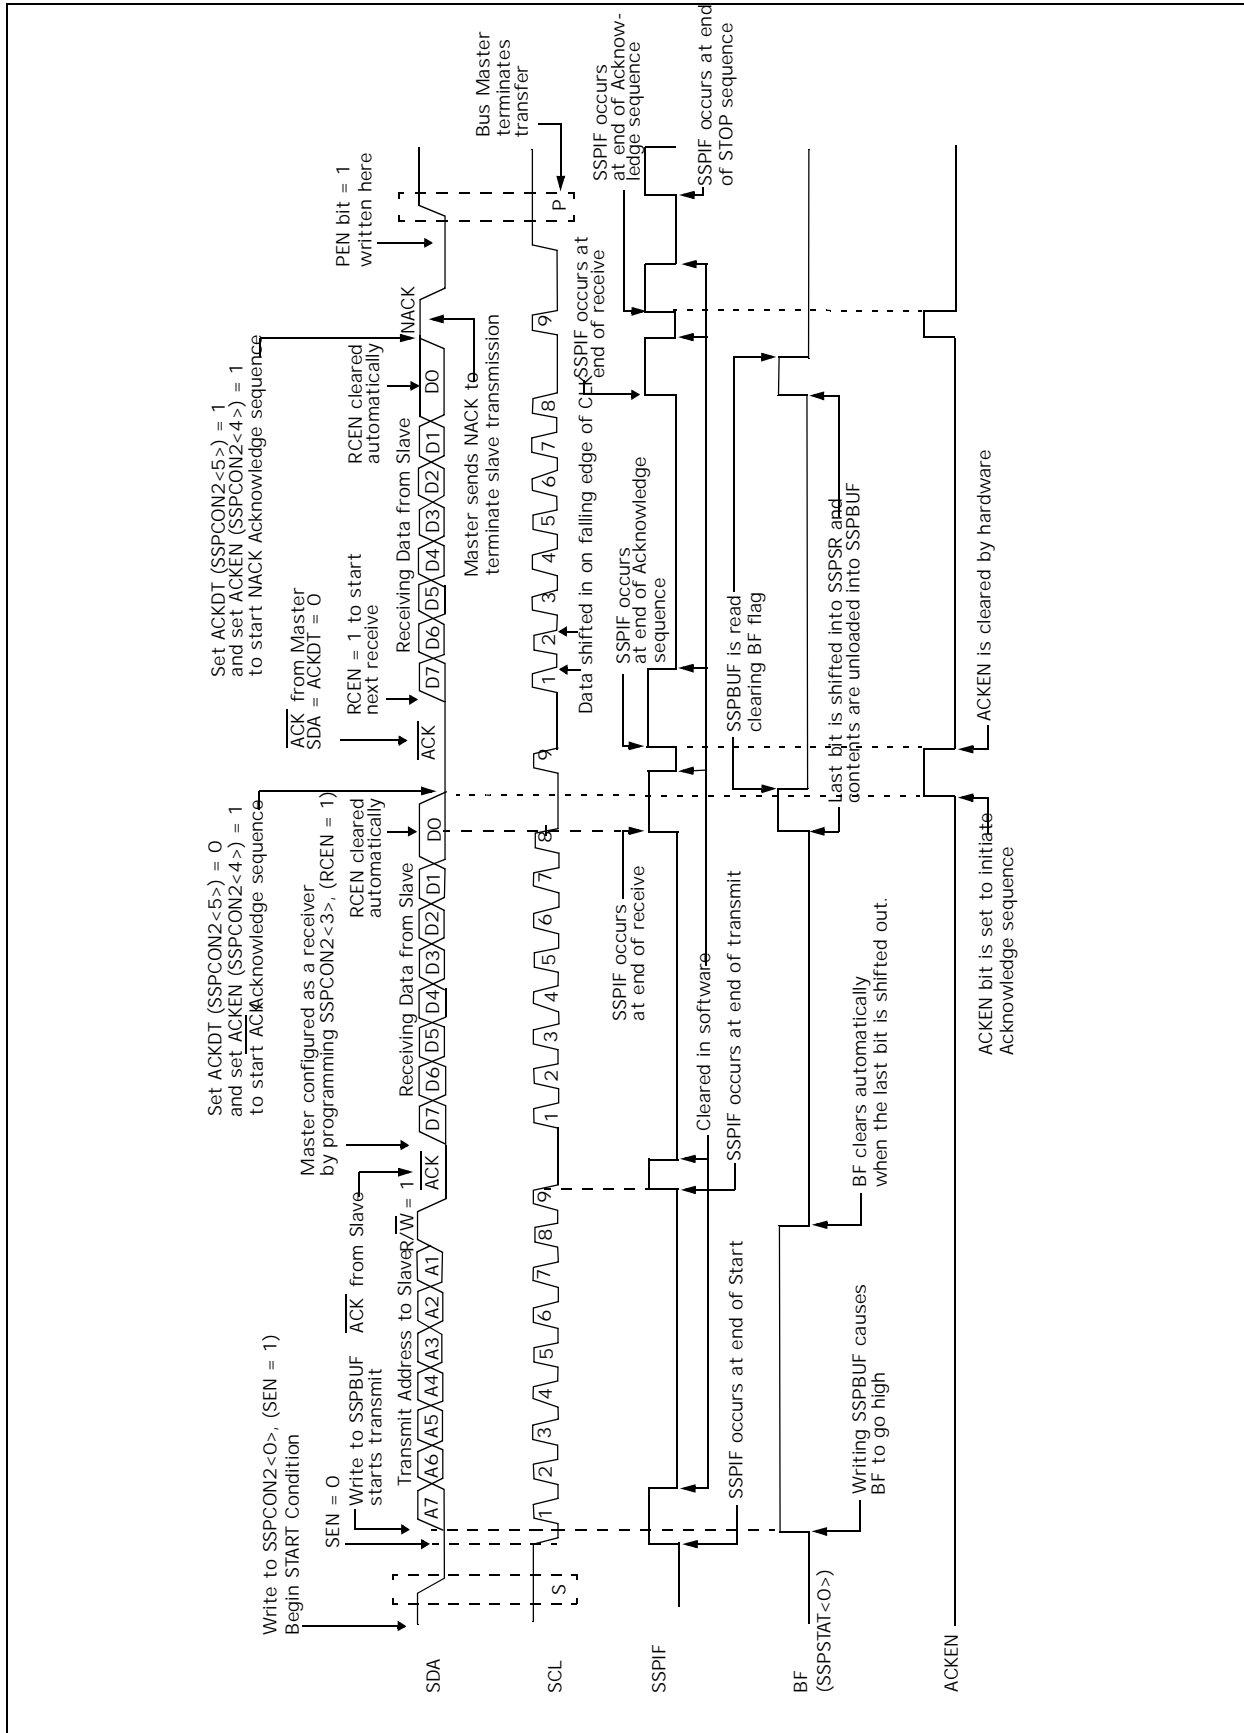 Write to SSPCON2<0>, (SEN = 1)
Begin START Condition
SEN = 0
Write to SSPBUF
starts transmit
Transmit Address to Slave
R/W = 1
ACK from Slave
Master configured as a receiver
by programming SSPCON2<3>, (RCEN = 1)
Set ACKDT (SSPCON2<5>) = 0
and set ACKEN (SSPCON2<4>) = 1
to start ACK Acknowledge sequence
Receiving Data from Slave
RCEN cleared
automatically
ACK from Master
SDA = ACKDT = 0
RCEN = 1 to start
next receive
Set ACKDT (SSPCON2<5>) = 1
and set ACKEN (SSPCON2<4>) = 1
to start NACK Acknowledge sequence
Receiving Data from Slave
RCEN cleared
automatically
PEN bit = 1
written here
SDA
A7 A6 A5 A4 A3 A2 A1
ACK
D7 D6 D5 D4 D3 D2 D1 D0
ACK
D7 D6 D5 D4 D3 D2 D1 D0
NACK
Master sends NACK to
terminate slave transmission
Bus Master
terminates
transfer
SCL
S
1 2 3 4 5 6 7 8 9
1 2 3 4 5 6 7 8 9
1 2 3 4 5 6 7 8 9
P
Data shifted in on falling edge of CLK
SSPIF
SSPIF occurs at end of Start
Cleared in software
SSPIF occurs at end of transmit
SSPIF occurs
at end of receive
SSPIF occurs
at end of Acknowledge
sequence
SSPIF occurs at
end of receive
SSPIF occurs
at end of Acknow-
ledge sequence
SSPIF occurs at end
of STOP sequence
BF
(SSPSTAT<0>)
Writing SSPBUF causes
BF to go high
BF clears automatically
when the last bit is shifted out.
SSPBUF is read
clearing BF flag
Last bit is shifted into SSPSR and
contents are unloaded into SSPBUF
ACKEN
ACKEN bit is set to initiate
Acknowledge sequence
ACKEN is cleared by hardware